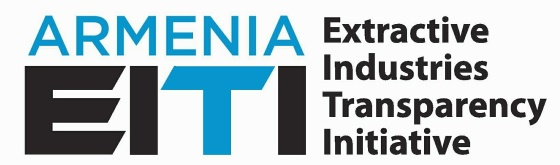 ARMENIA
EITI
Extractive
Industries
Transparency
Initiative